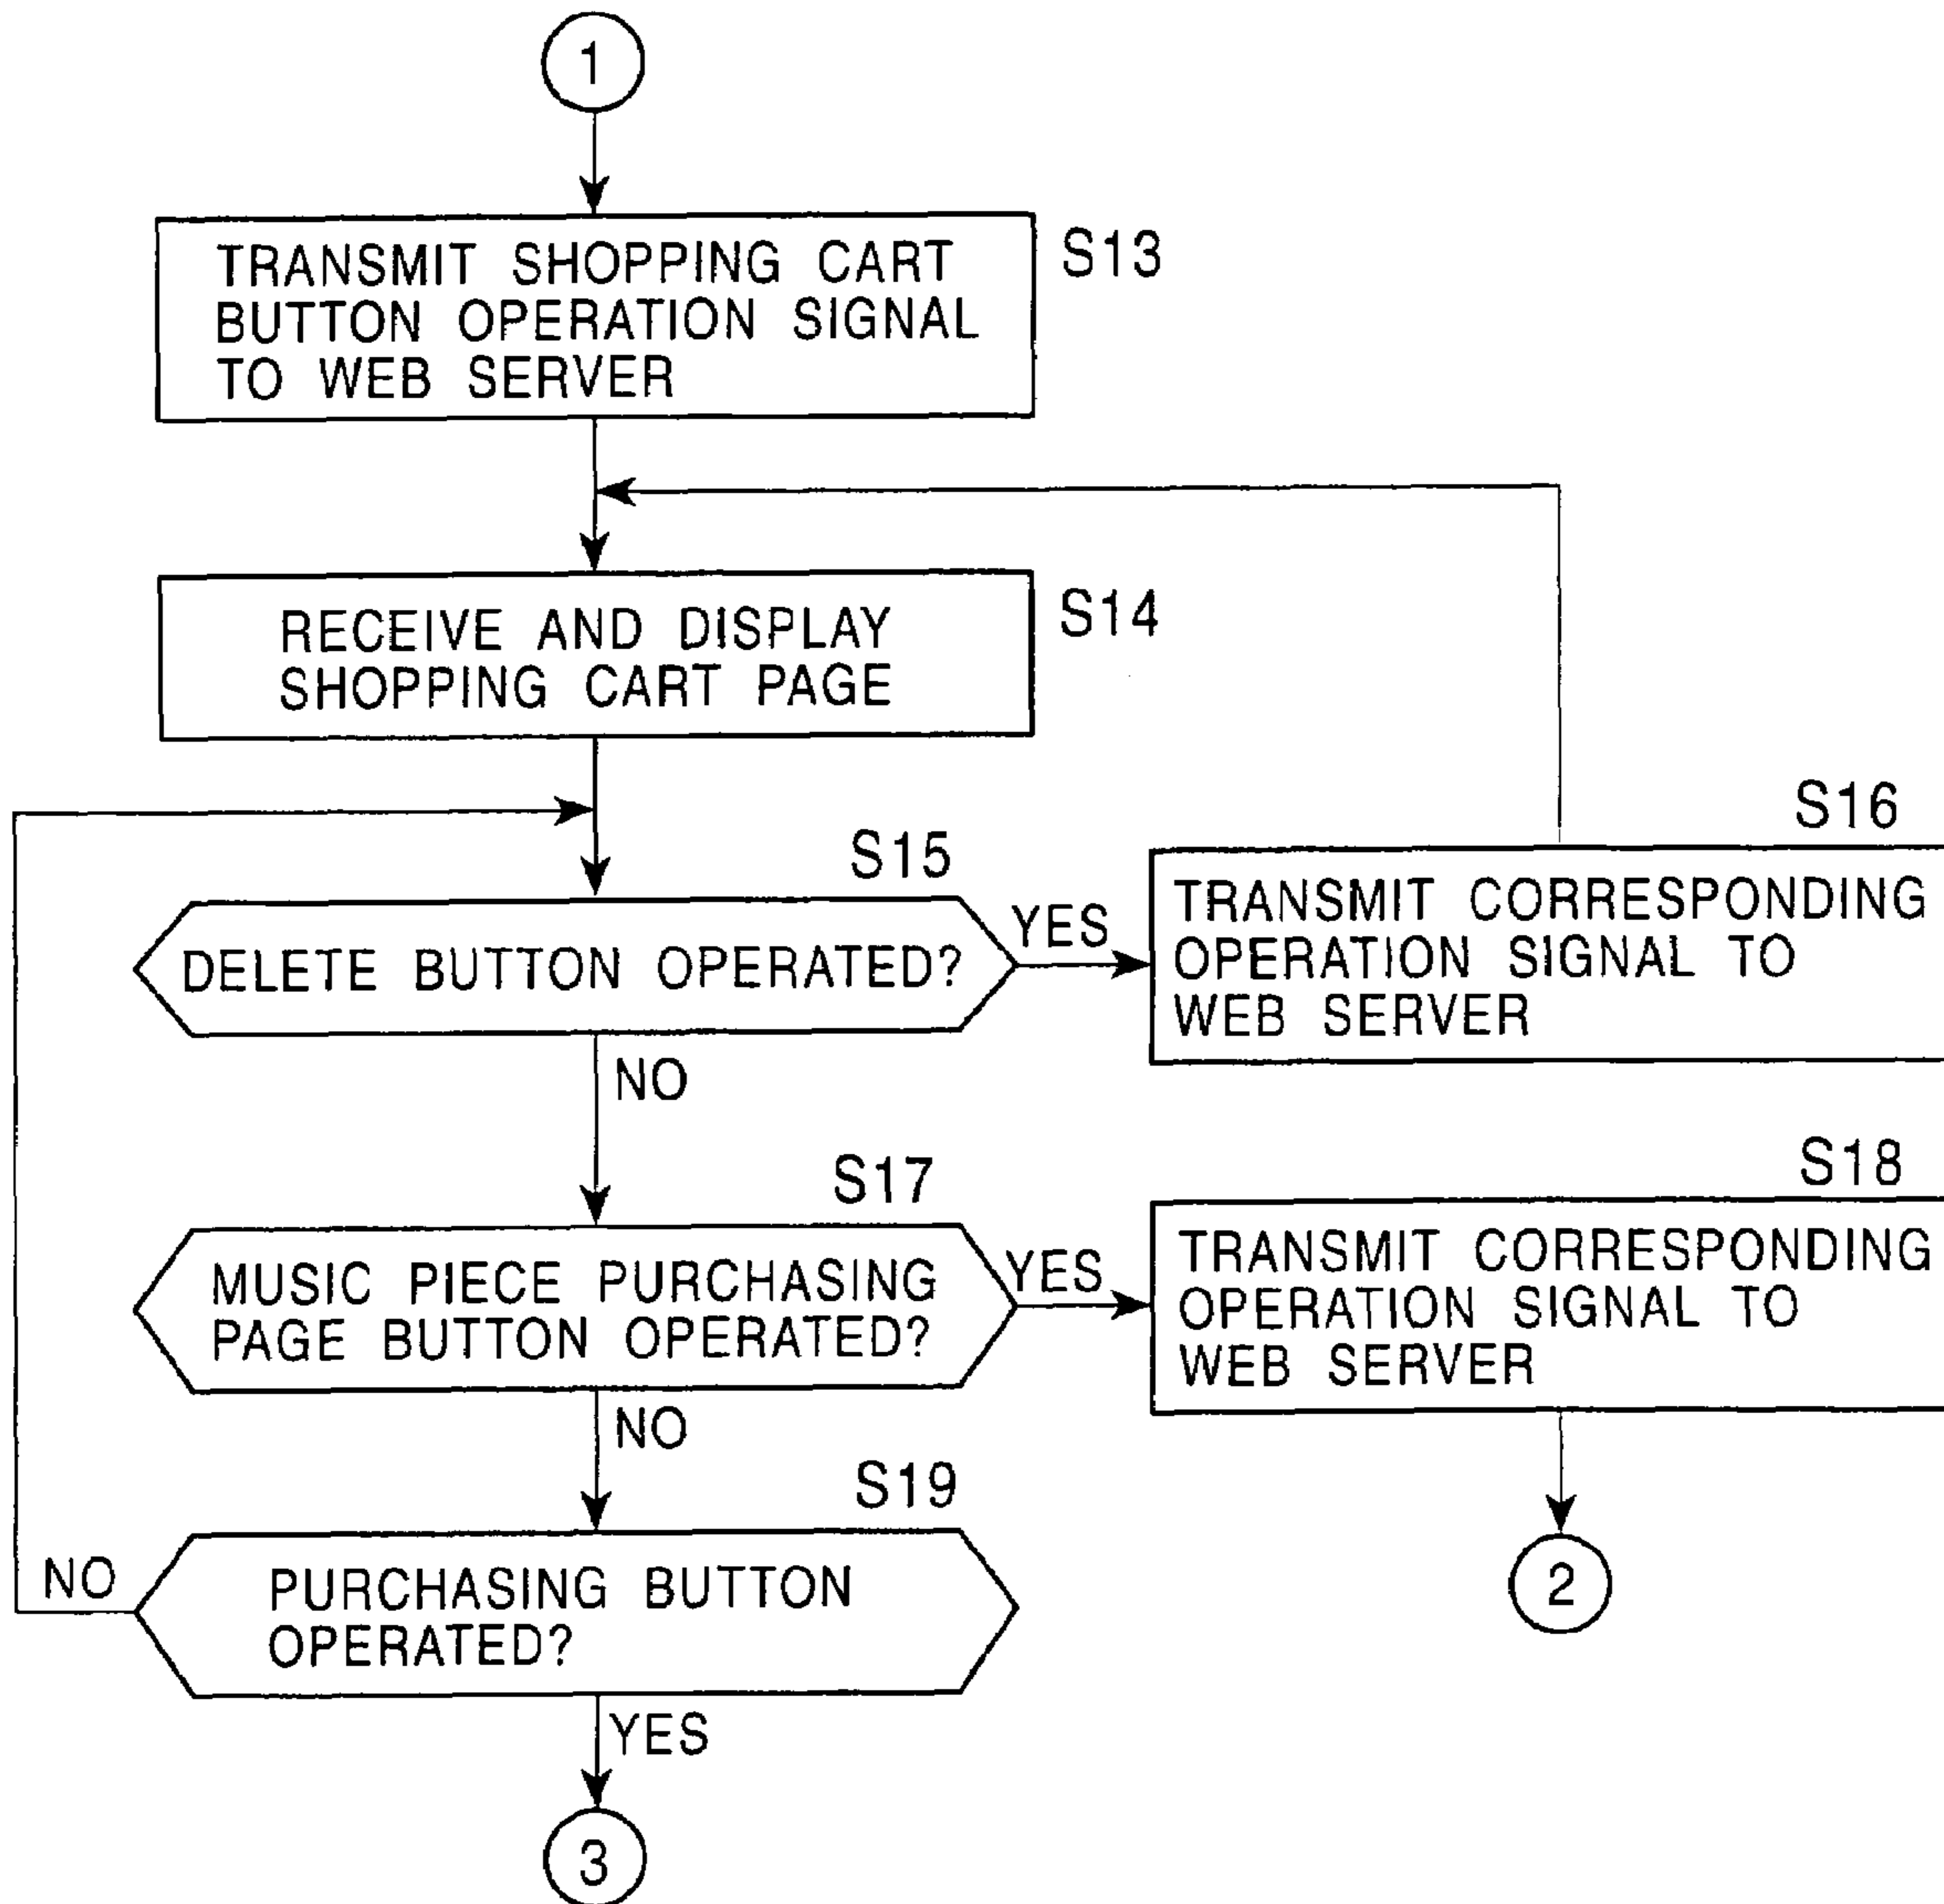 1
TRANSMIT SHOPPING CART
BUTTON OPERATION SIGNAL
TO WEB SERVER
S13
RECEIVE AND DISPLAY
SHOPPING CART PAGE
S14
S15
DELETE BUTTON OPERATED?
YES
NO
S16
TRANSMIT CORRESPONDING
OPERATION SIGNAL TO
WEB SERVER
S17
MUSIC PIECE PURCHASING
PAGE BUTTON OPERATED?
YES
NO
S18
TRANSMIT CORRESPONDING
OPERATION SIGNAL TO
WEB SERVER
2
S19
PURCHASING BUTTON
OPERATED?
NO
YES
3